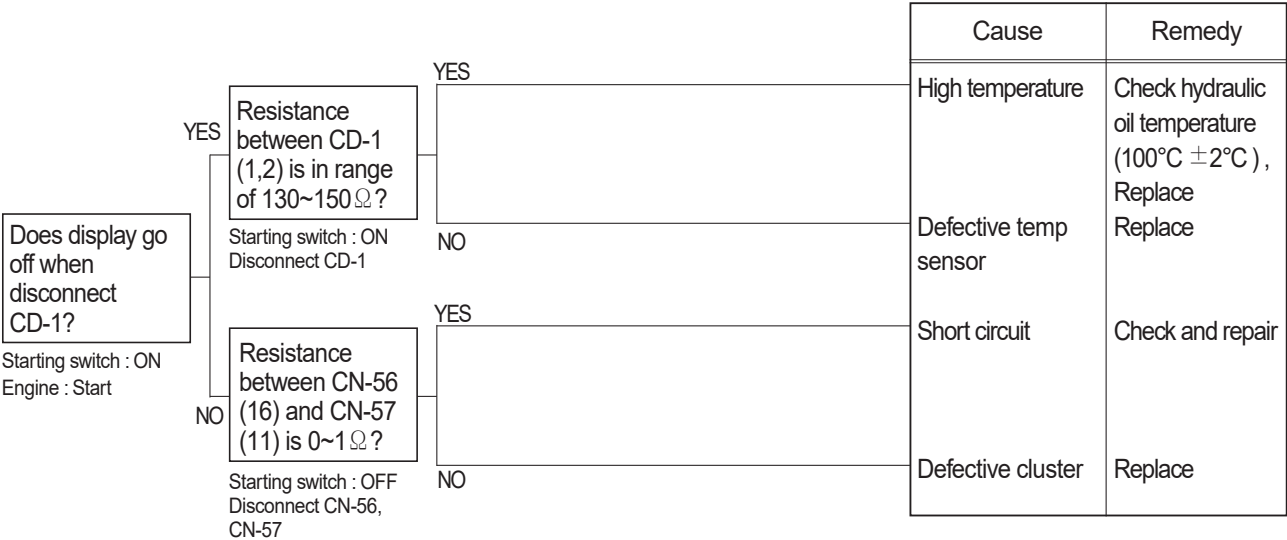 Cause
Remedy
YES
High temperature
Check hydraulic
oil temperature
(100°C ±2°C ) ,
Replace
YES
Resistance
between CD-1
(1,2) is in range
of 130~150Ω?
Starting switch : ON
Disconnect CD-1
NO
Defective temp
sensor
Replace
Does display go
off when
disconnect
CD-1?
Starting switch : ON
Engine : Start
YES
Short circuit
Check and repair
NO
Resistance
between CN-56
(16) and CN-57
(11) is 0~1Ω?
Starting switch : OFF
Disconnect CN-56,
CN-57
NO
Defective cluster
Replace